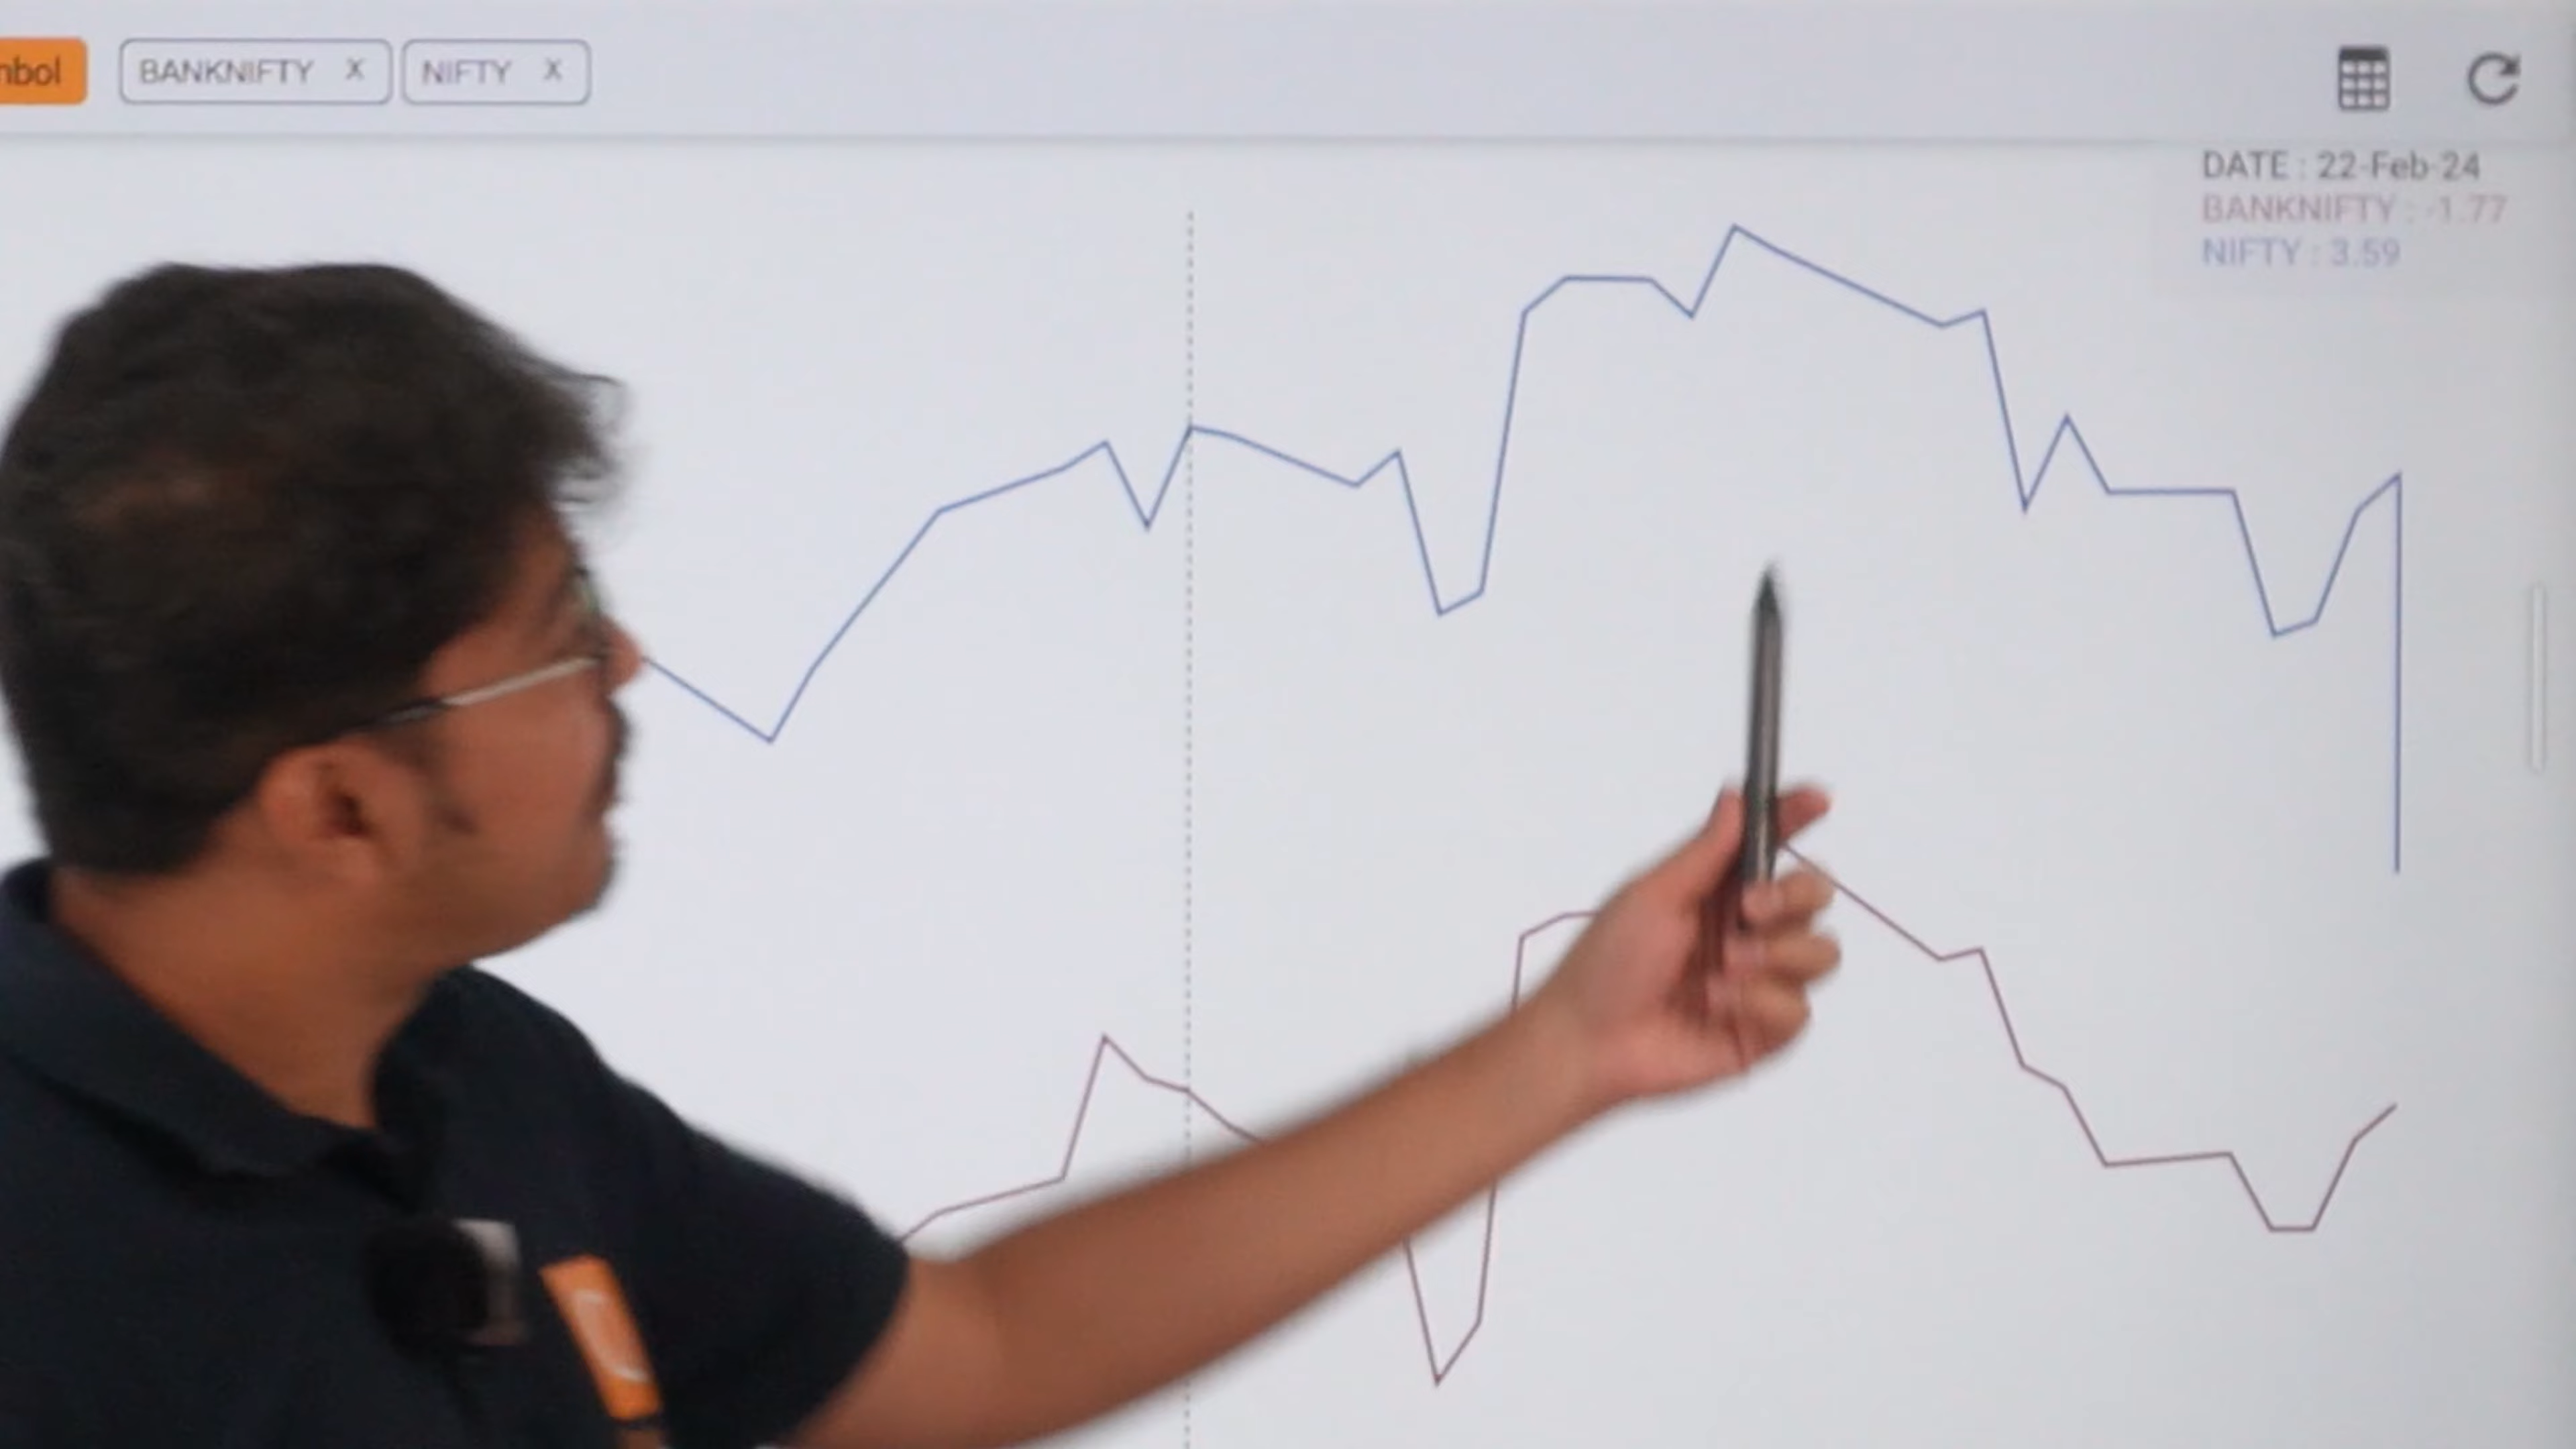 nbol
BANKNIFTY X
NIFTY X
DATE : 22-Feb-24
BANKNIFTY : -1.77
NIFTY : 3.59